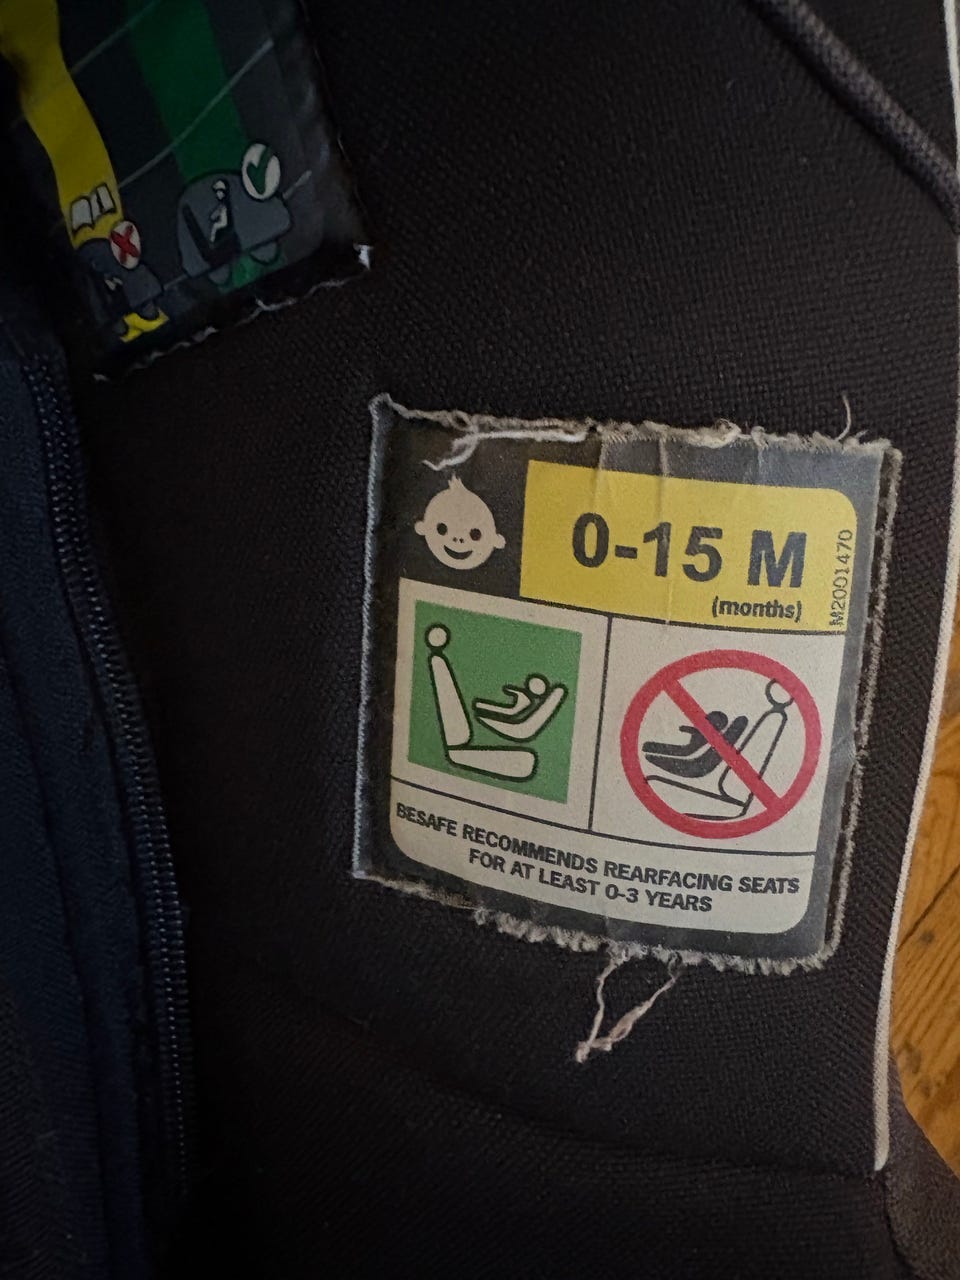 0-15 M
(months)
M2001470
BESAFE RECOMMENDS REARFACING SEATS
FOR AT LEAST 0-3 YEARS